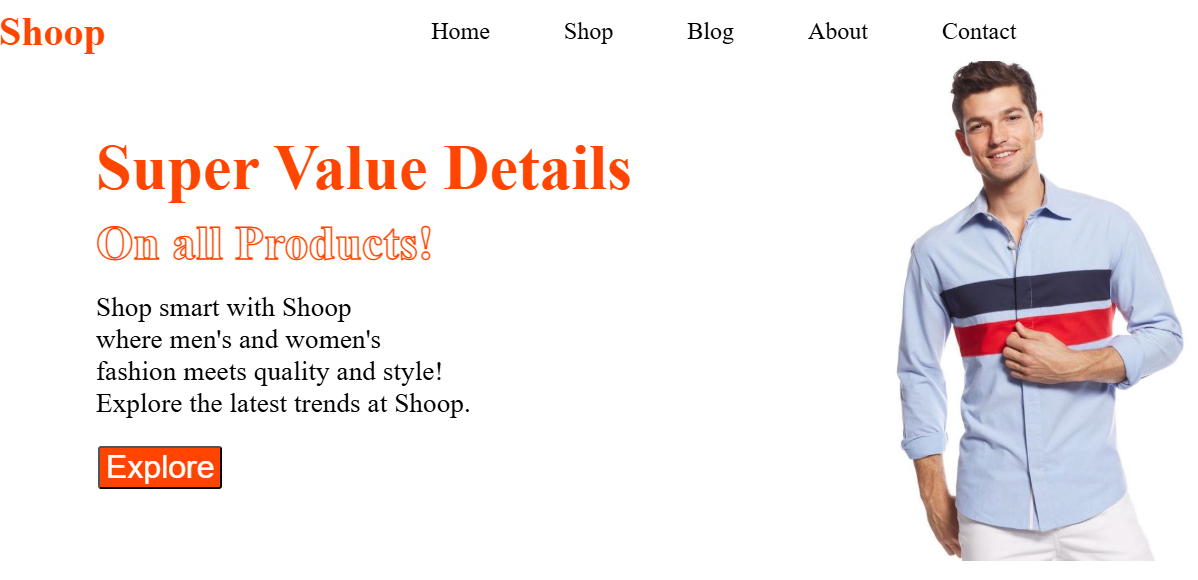 Shoop
Home Shop Blog About Contact
Super Value Details
On all Products!
Shop smart with Shoop
where men's and women's
fashion meets quality and style!
Explore the latest trends at Shoop.
Explore